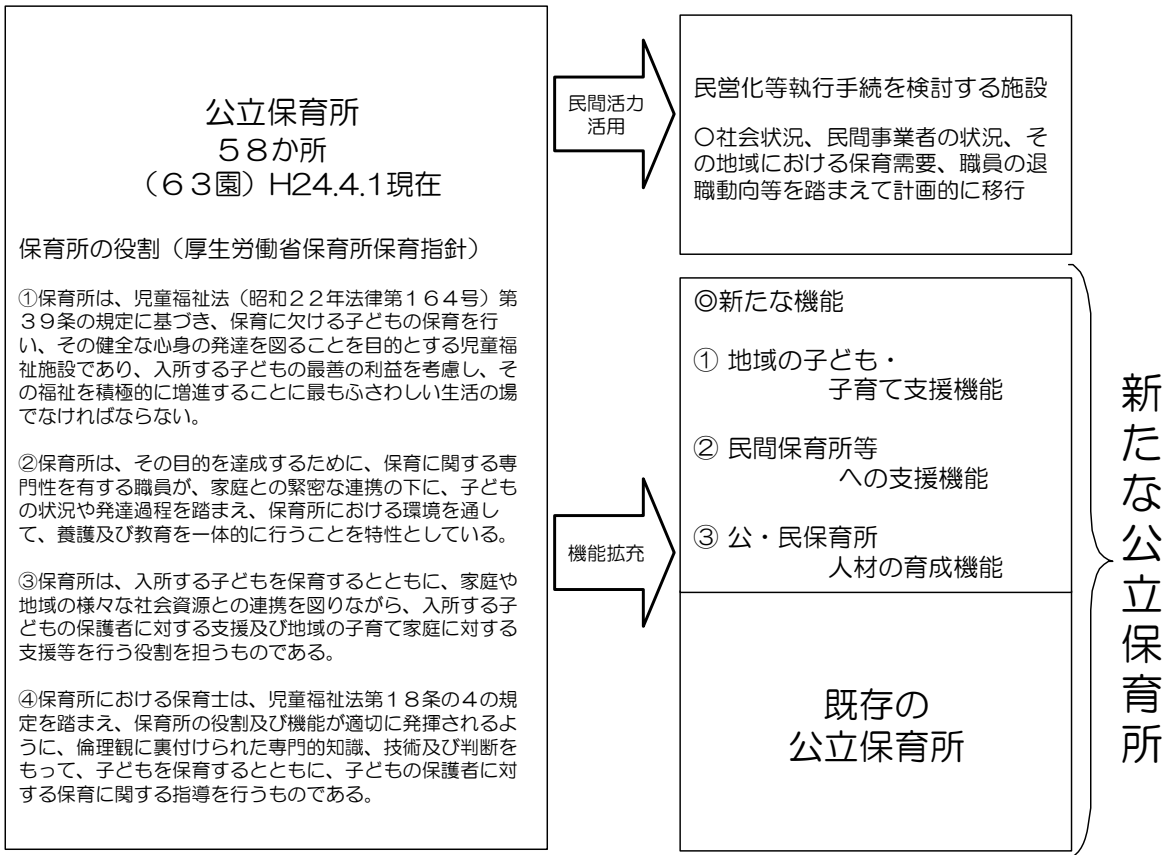 公立保育所
５８か所
（６３園）H24.4.1現在
保育所の役割（厚生労働省保育所保育指針）
①保育所は、児童福祉法（昭和２２年法律第１６４号）第
３９条の規定に基づき、保育に欠ける子どもの保育を行
い、その健全な心身の発達を図ることを目的とする児童福
祉施設であり、入所する子どもの最善の利益を考慮し、そ
の福祉を積極的に増進することに最もふさわしい生活の場
でなければならない。
②保育所は、その目的を達成するために、保育に関する専
門性を有する職員が、家庭との緊密な連携の下に、子ども
の状況や発達過程を踏まえ、保育所における環境を通し
て、養護及び教育を一体的に行うことを特性としている。
③保育所は、入所する子どもを保育するとともに、家庭や
地域の様々な社会資源との連携を図りながら、入所する子
どもの保護者に対する支援及び地域の子育て家庭に対する
支援等を行う役割を担うものである。
④保育所における保育士は、児童福祉法第１８条の４の規
定を踏まえ、保育所の役割及び機能が適切に発揮されるよ
うに、倫理観に裏付けられた専門的知識、技術及び判断を
もって、子どもを保育するとともに、子どもの保護者に対
する保育に関する指導を行うものである。
民間活力
活用
民営化等執行手続を検討する施設
〇社会状況、民間事業者の状況、そ
の地域における保育需要、職員の退
職動向等を踏まえて計画的に移行
機能拡充
◎新たな機能
① 地域の子ども・
子育て支援機能
② 民間保育所等
への支援機能
③ 公・民保育所
人材の育成機能
既存の
公立保育所
新たな公立保育所